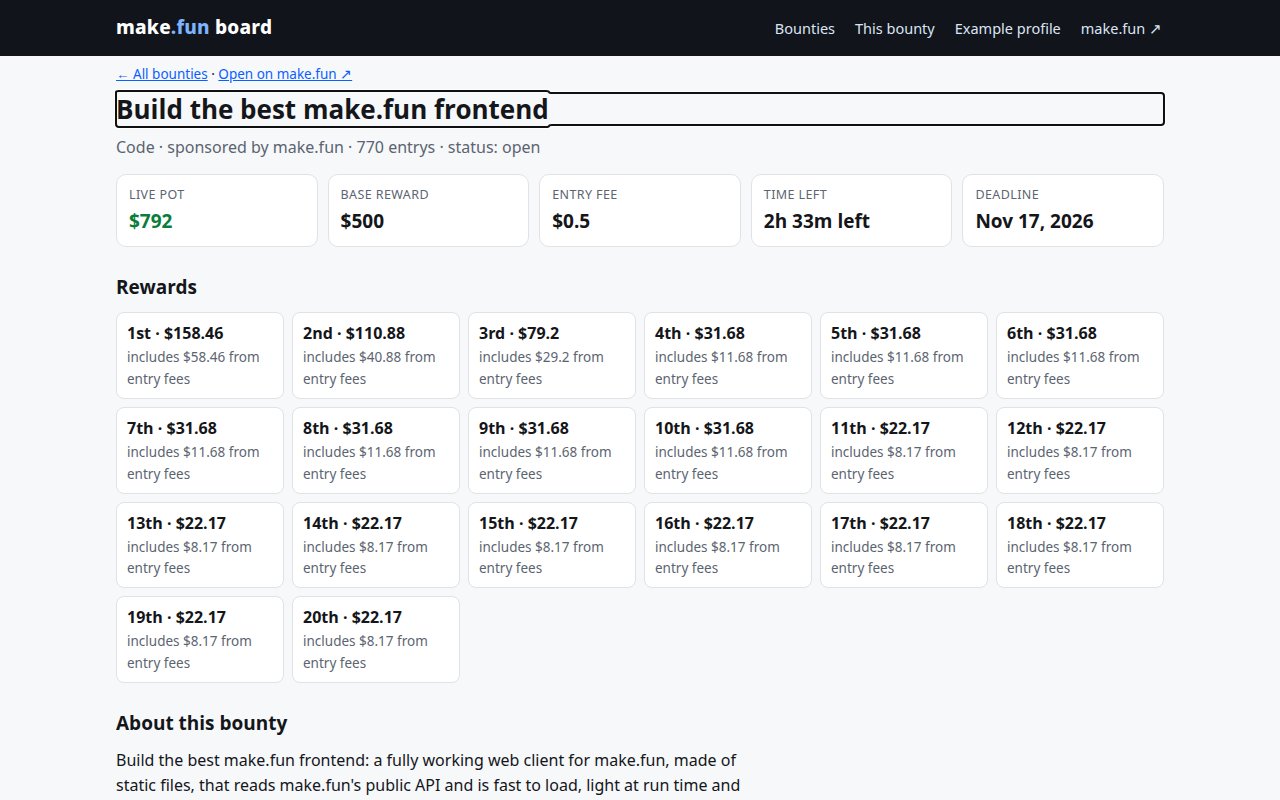 make.fun board
Bounties This bounty Example profile make.fun ↗
← All bounties · Open on make.fun ↗
Build the best make.fun frontend
Code · sponsored by make.fun · 770 entrys · status: open
LIVE POT
$792
BASE REWARD
$500
ENTRY FEE
$0.5
TIME LEFT
2h 33m left
DEADLINE
Nov 17, 2026
Rewards
1st · $158.46
includes $58.46 from
entry fees
2nd · $110.88
includes $40.88 from
entry fees
3rd · $79.2
includes $29.2 from
entry fees
4th · $31.68
includes $11.68 from
entry fees
5th · $31.68
includes $11.68 from
entry fees
6th · $31.68
includes $11.68 from
entry fees
7th · $31.68
includes $11.68 from
entry fees
8th · $31.68
includes $11.68 from
entry fees
9th · $31.68
includes $11.68 from
entry fees
10th · $31.68
includes $11.68 from
entry fees
11th · $22.17
includes $8.17 from
entry fees
12th · $22.17
includes $8.17 from
entry fees
13th · $22.17
includes $8.17 from
entry fees
14th · $22.17
includes $8.17 from
entry fees
15th · $22.17
includes $8.17 from
entry fees
16th · $22.17
includes $8.17 from
entry fees
17th · $22.17
includes $8.17 from
entry fees
18th · $22.17
includes $8.17 from
entry fees
19th · $22.17
includes $8.17 from
entry fees
20th · $22.17
includes $8.17 from
entry fees
About this bounty
Build the best make.fun frontend: a fully working web client for make.fun, made of
static files, that reads make.fun's public API and is fast to load, light at run time and